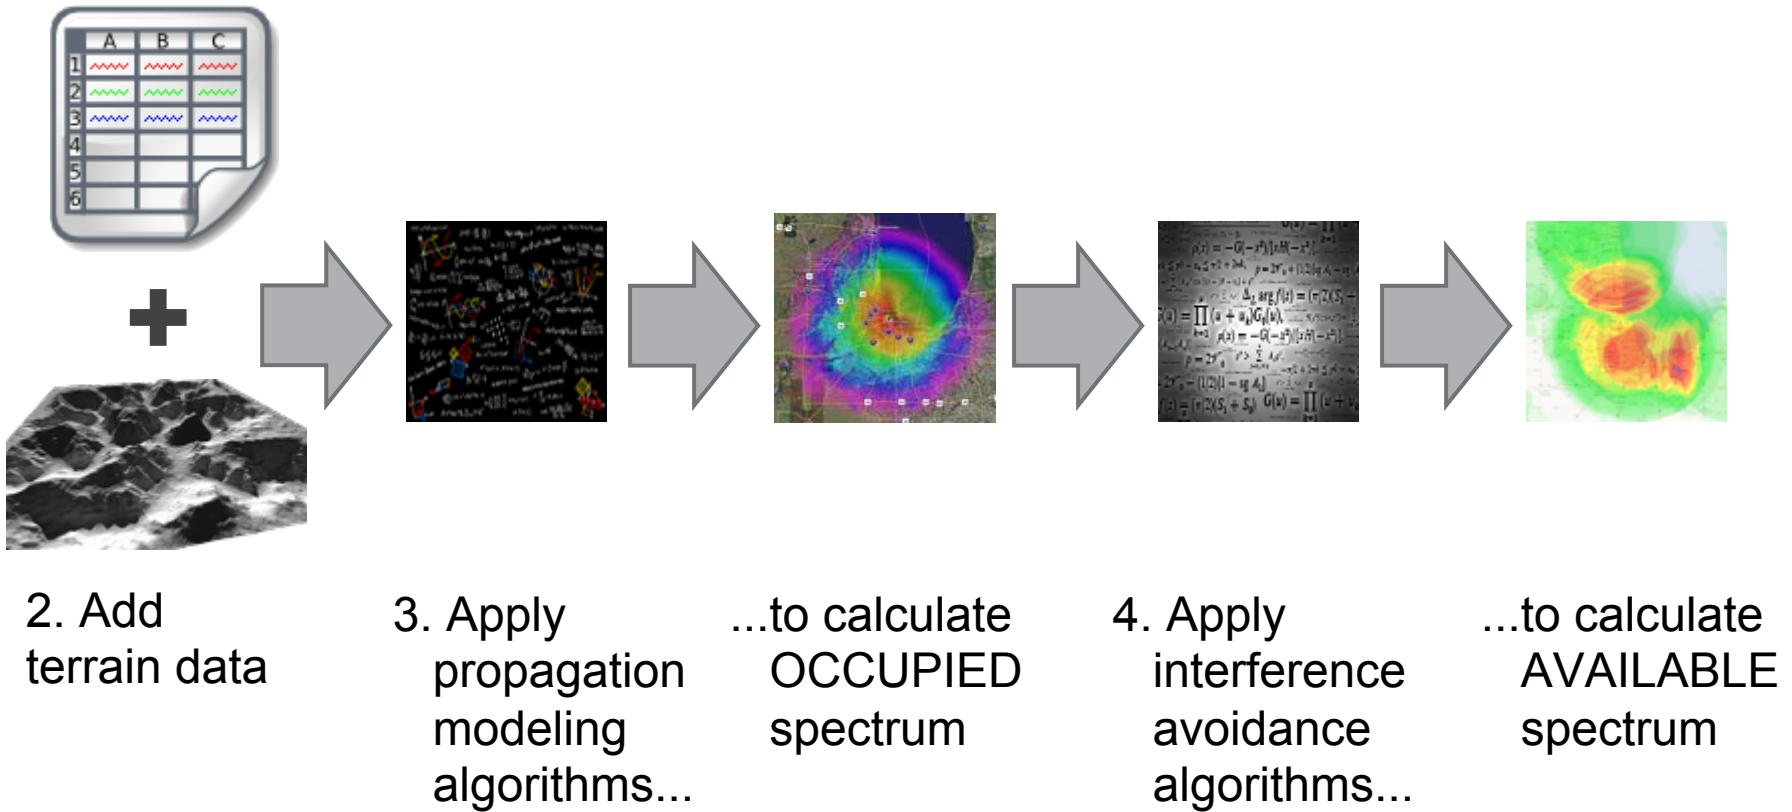 A B C
1
2
3
4
5
6
2. Add
terrain data
3. Apply
propagation
modeling
algorithms...
...to calculate
OCCUPIED
spectrum
4. Apply
interference
avoidance
algorithms...
...to calculate
AVAILABLE
spectrum